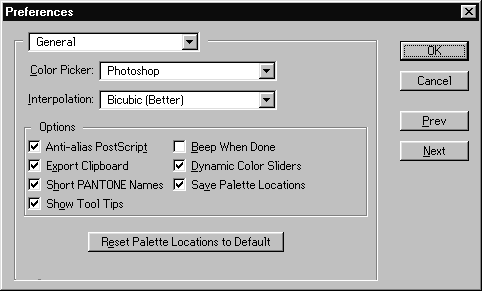 Preferences
General
OK
Color Picker: Photoshop
Cancel
Interpolation: Bicubic (Better)
Prev
Options
Anti-alias PostScript Beep When Done
Next
Export Clipboard Dynamic Color Sliders
Short PANTONE Names Save Palette Locations
Show Tool Tips
Reset Palette Locations to Default